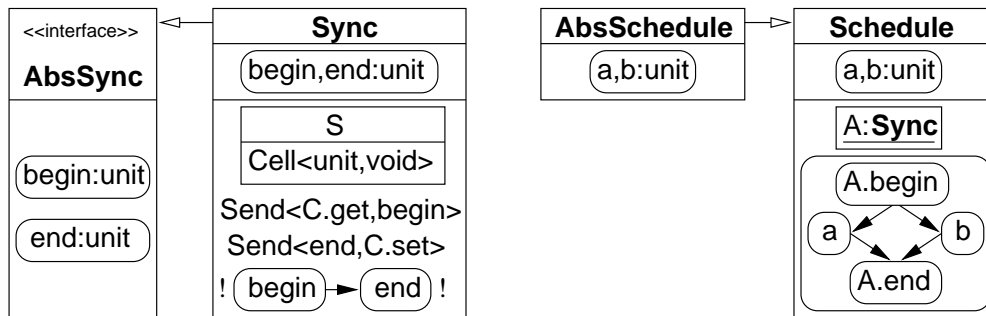 <<interface>>
AbsSync
begin:unit
end:unit
Sync
begin,end:unit
S
Cell<unit,void>
Send<C.get,begin>
Send<end,C.set>
! begin end !
AbsSchedule
a,b:unit
Schedule
a,b:unit
A:Sync
A.begin
a b
A.end